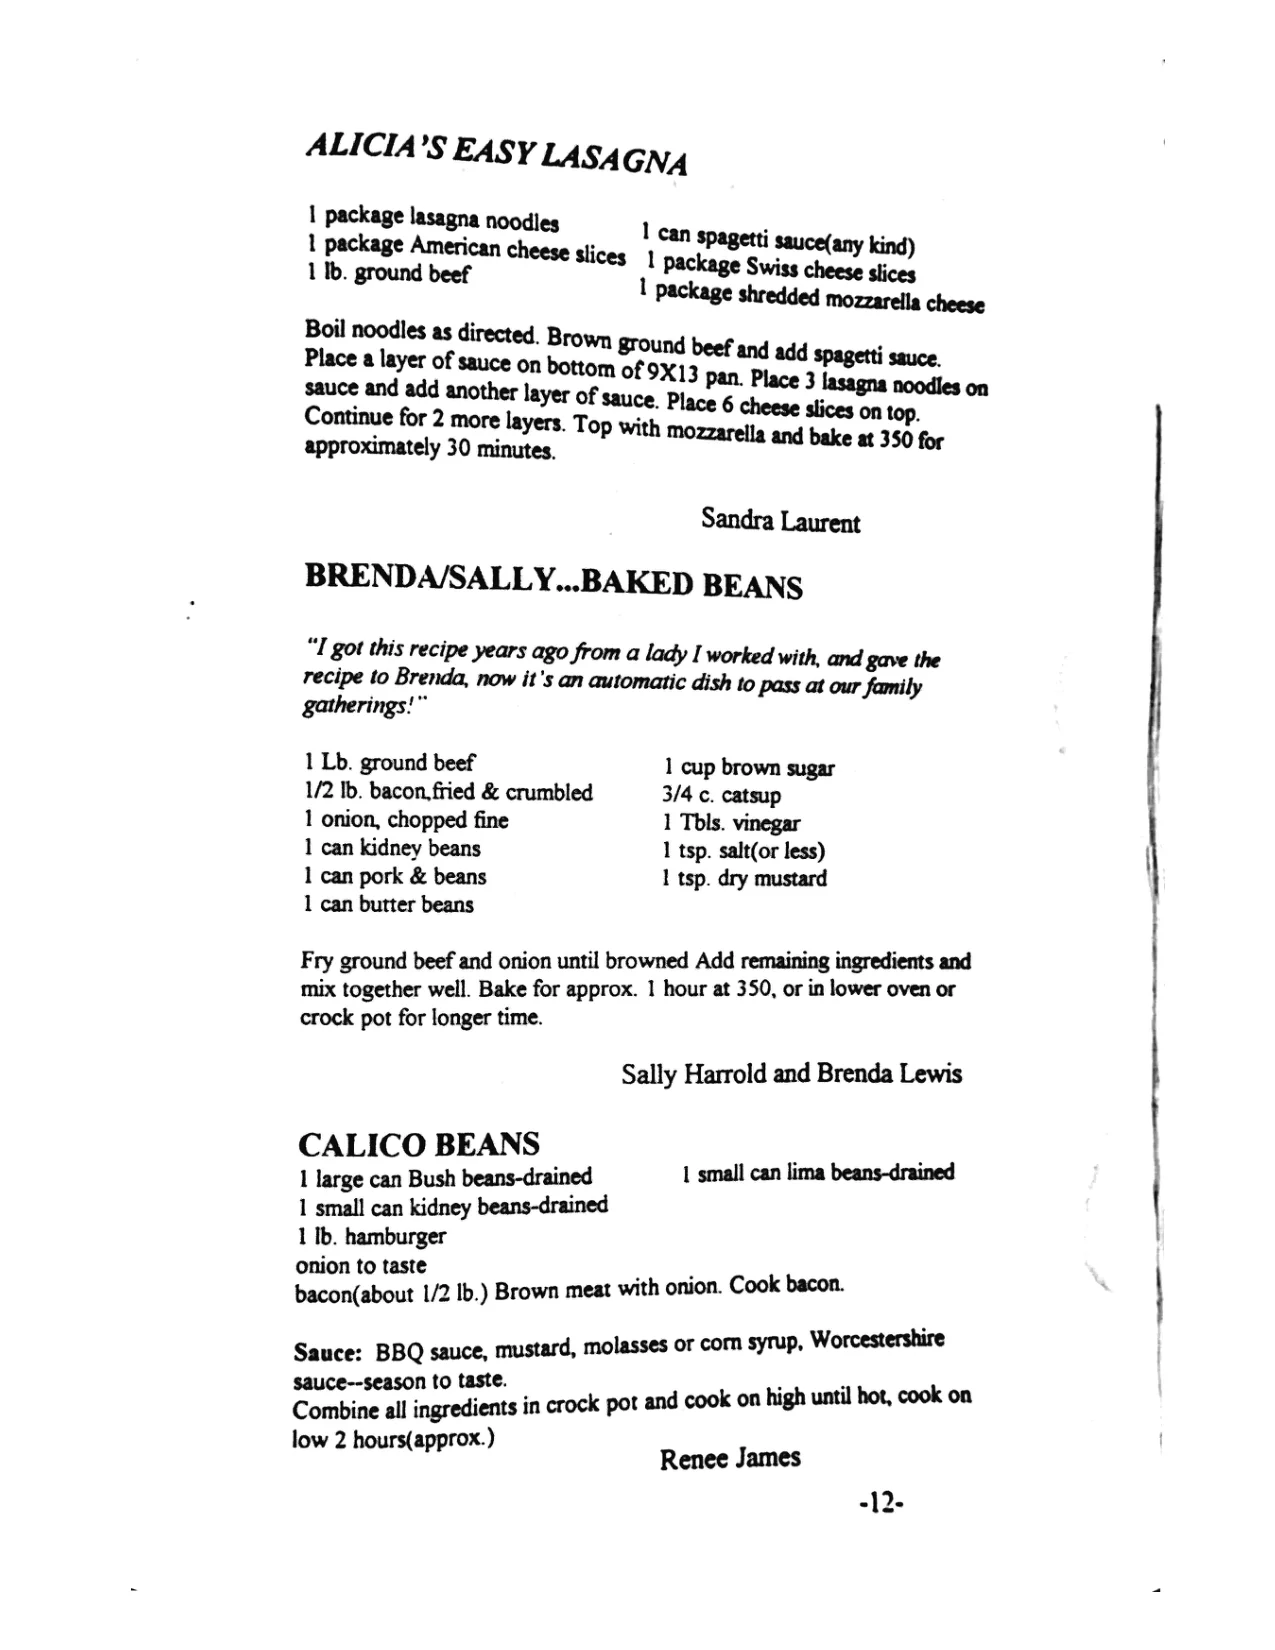 ALICIA'S EASY LASAGNA
1 package lasagna noodles 1 can spagetti sauce(any kind)
1 package American cheese slices 1 package Swiss cheese slices
1 lb. ground beef 1 package shredded mozzarella cheese
Boil noodles as directed. Brown ground beef and add spagetti sauce.
Place a layer of sauce on bottom of 9X13 pan. Place 3 lasagna noodles on
sauce and add another layer of sauce. Place 6 cheese slices on top.
Continue for 2 more layers. Top with mozzarella and bake at 350 for
approximately 30 minutes.
Sandra Laurent
BRENDA/SALLY...BAKED BEANS
"I got this recipe years ago from a lady I worked with, and gave the
recipe to Brenda, now it's an automatic dish to pass at our family
gatherings!"
1 Lb. ground beef 1 cup brown sugar
1/2 lb. bacon,fried & crumbled 3/4 c. catsup
1 onion, chopped fine 1 Tbls. vinegar
1 can kidney beans 1 tsp. salt(or less)
1 can pork & beans 1 tsp. dry mustard
1 can butter beans
Fry ground beef and onion until browned Add remaining ingredients and
mix together well. Bake for approx. 1 hour at 350, or in lower oven or
crock pot for longer time.
Sally Harrold and Brenda Lewis
CALICO BEANS
1 large can Bush beans-drained 1 small can lima beans-drained
1 small can kidney beans-drained
1 lb. hamburger
onion to taste
bacon(about 1/2 lb.) Brown meat with onion. Cook bacon.
Sauce: BBQ sauce, mustard, molasses or corn syrup, Worcestershire
sauce--season to taste.
Combine all ingredients in crock pot and cook on high until hot, cook on
low 2 hours(approx.)
Renee James
-12-